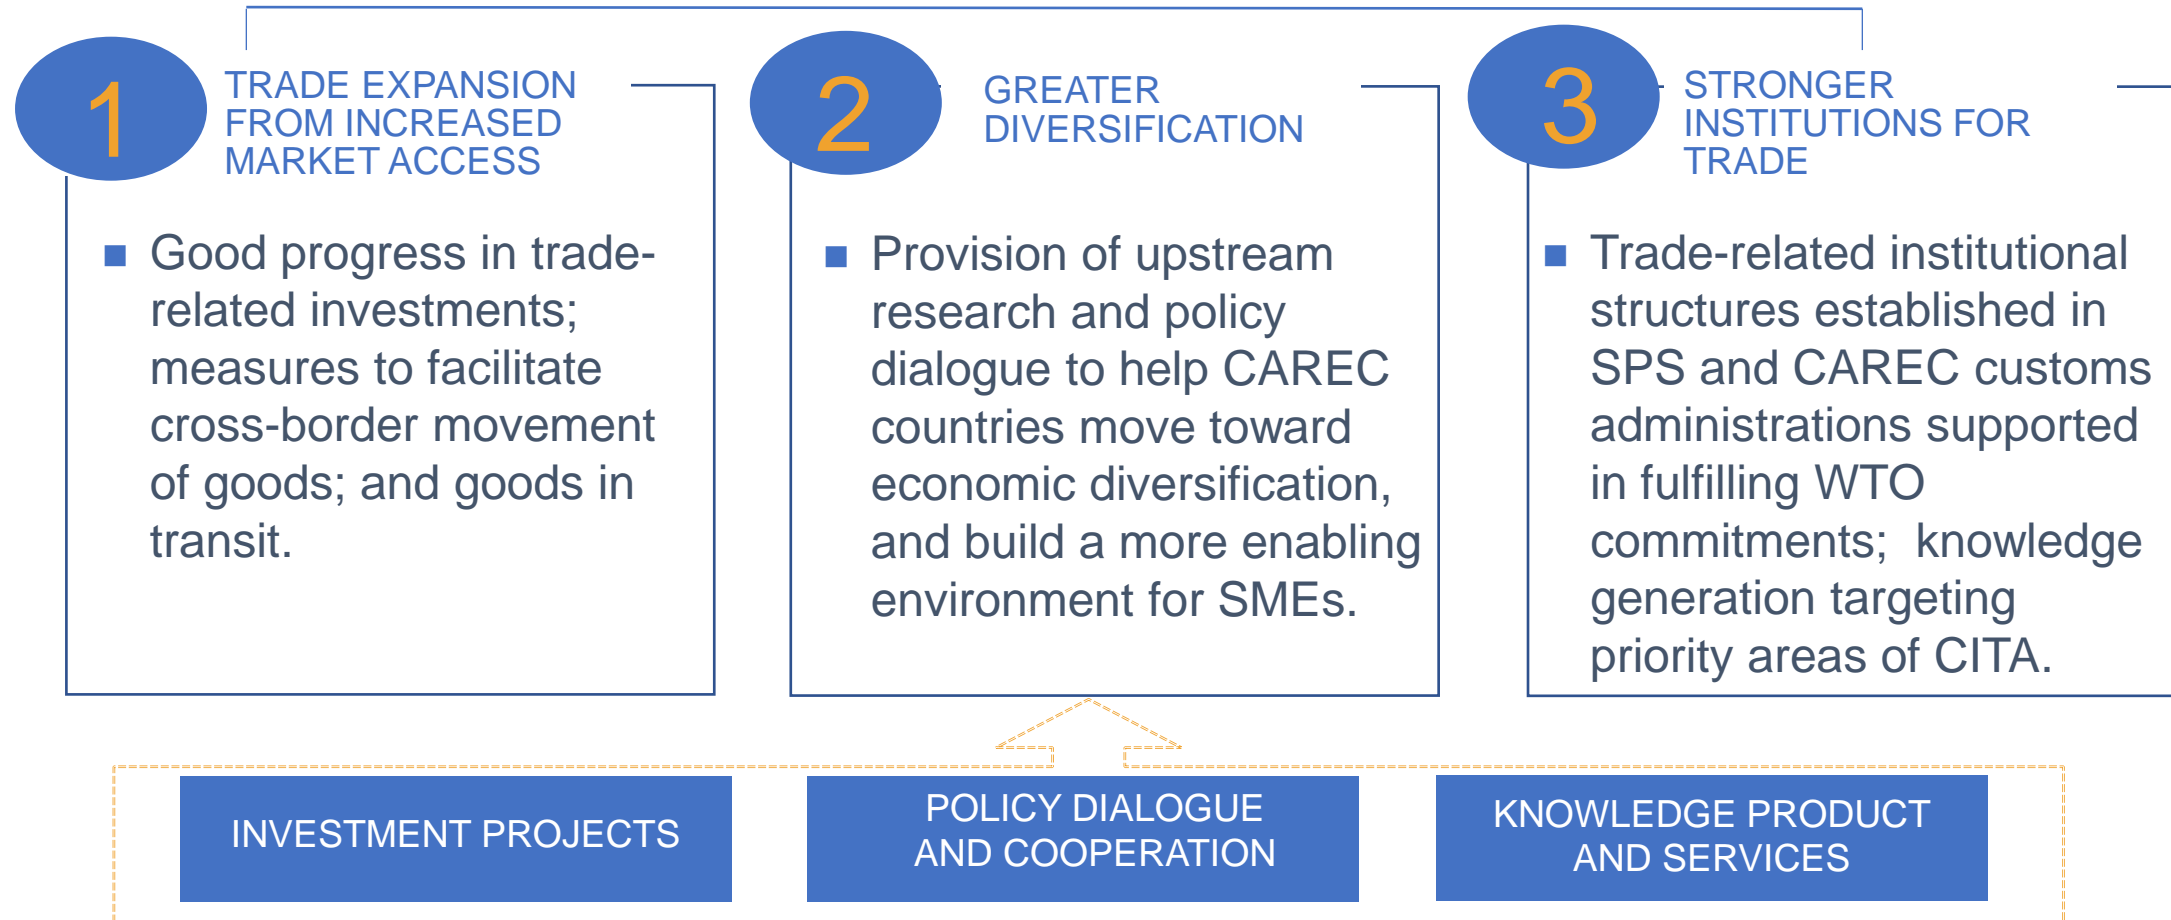 1
TRADE EXPANSION
FROM INCREASED
MARKET ACCESS
■ Good progress in trade-
related investments;
measures to facilitate
cross-border movement
of goods; and goods in
transit.
2
GREATER
DIVERSIFICATION
■ Provision of upstream
research and policy
dialogue to help CAREC
countries move toward
economic diversification,
and build a more enabling
environment for SMEs.
3
STRONGER
INSTITUTIONS FOR
TRADE
■ Trade-related institutional
structures established in
SPS and CAREC customs
administrations supported
in fulfilling WTO
commitments;  knowledge
generation targeting
priority areas of CITA.
INVESTMENT PROJECTS
POLICY DIALOGUE
AND COOPERATION
KNOWLEDGE PRODUCT
AND SERVICES